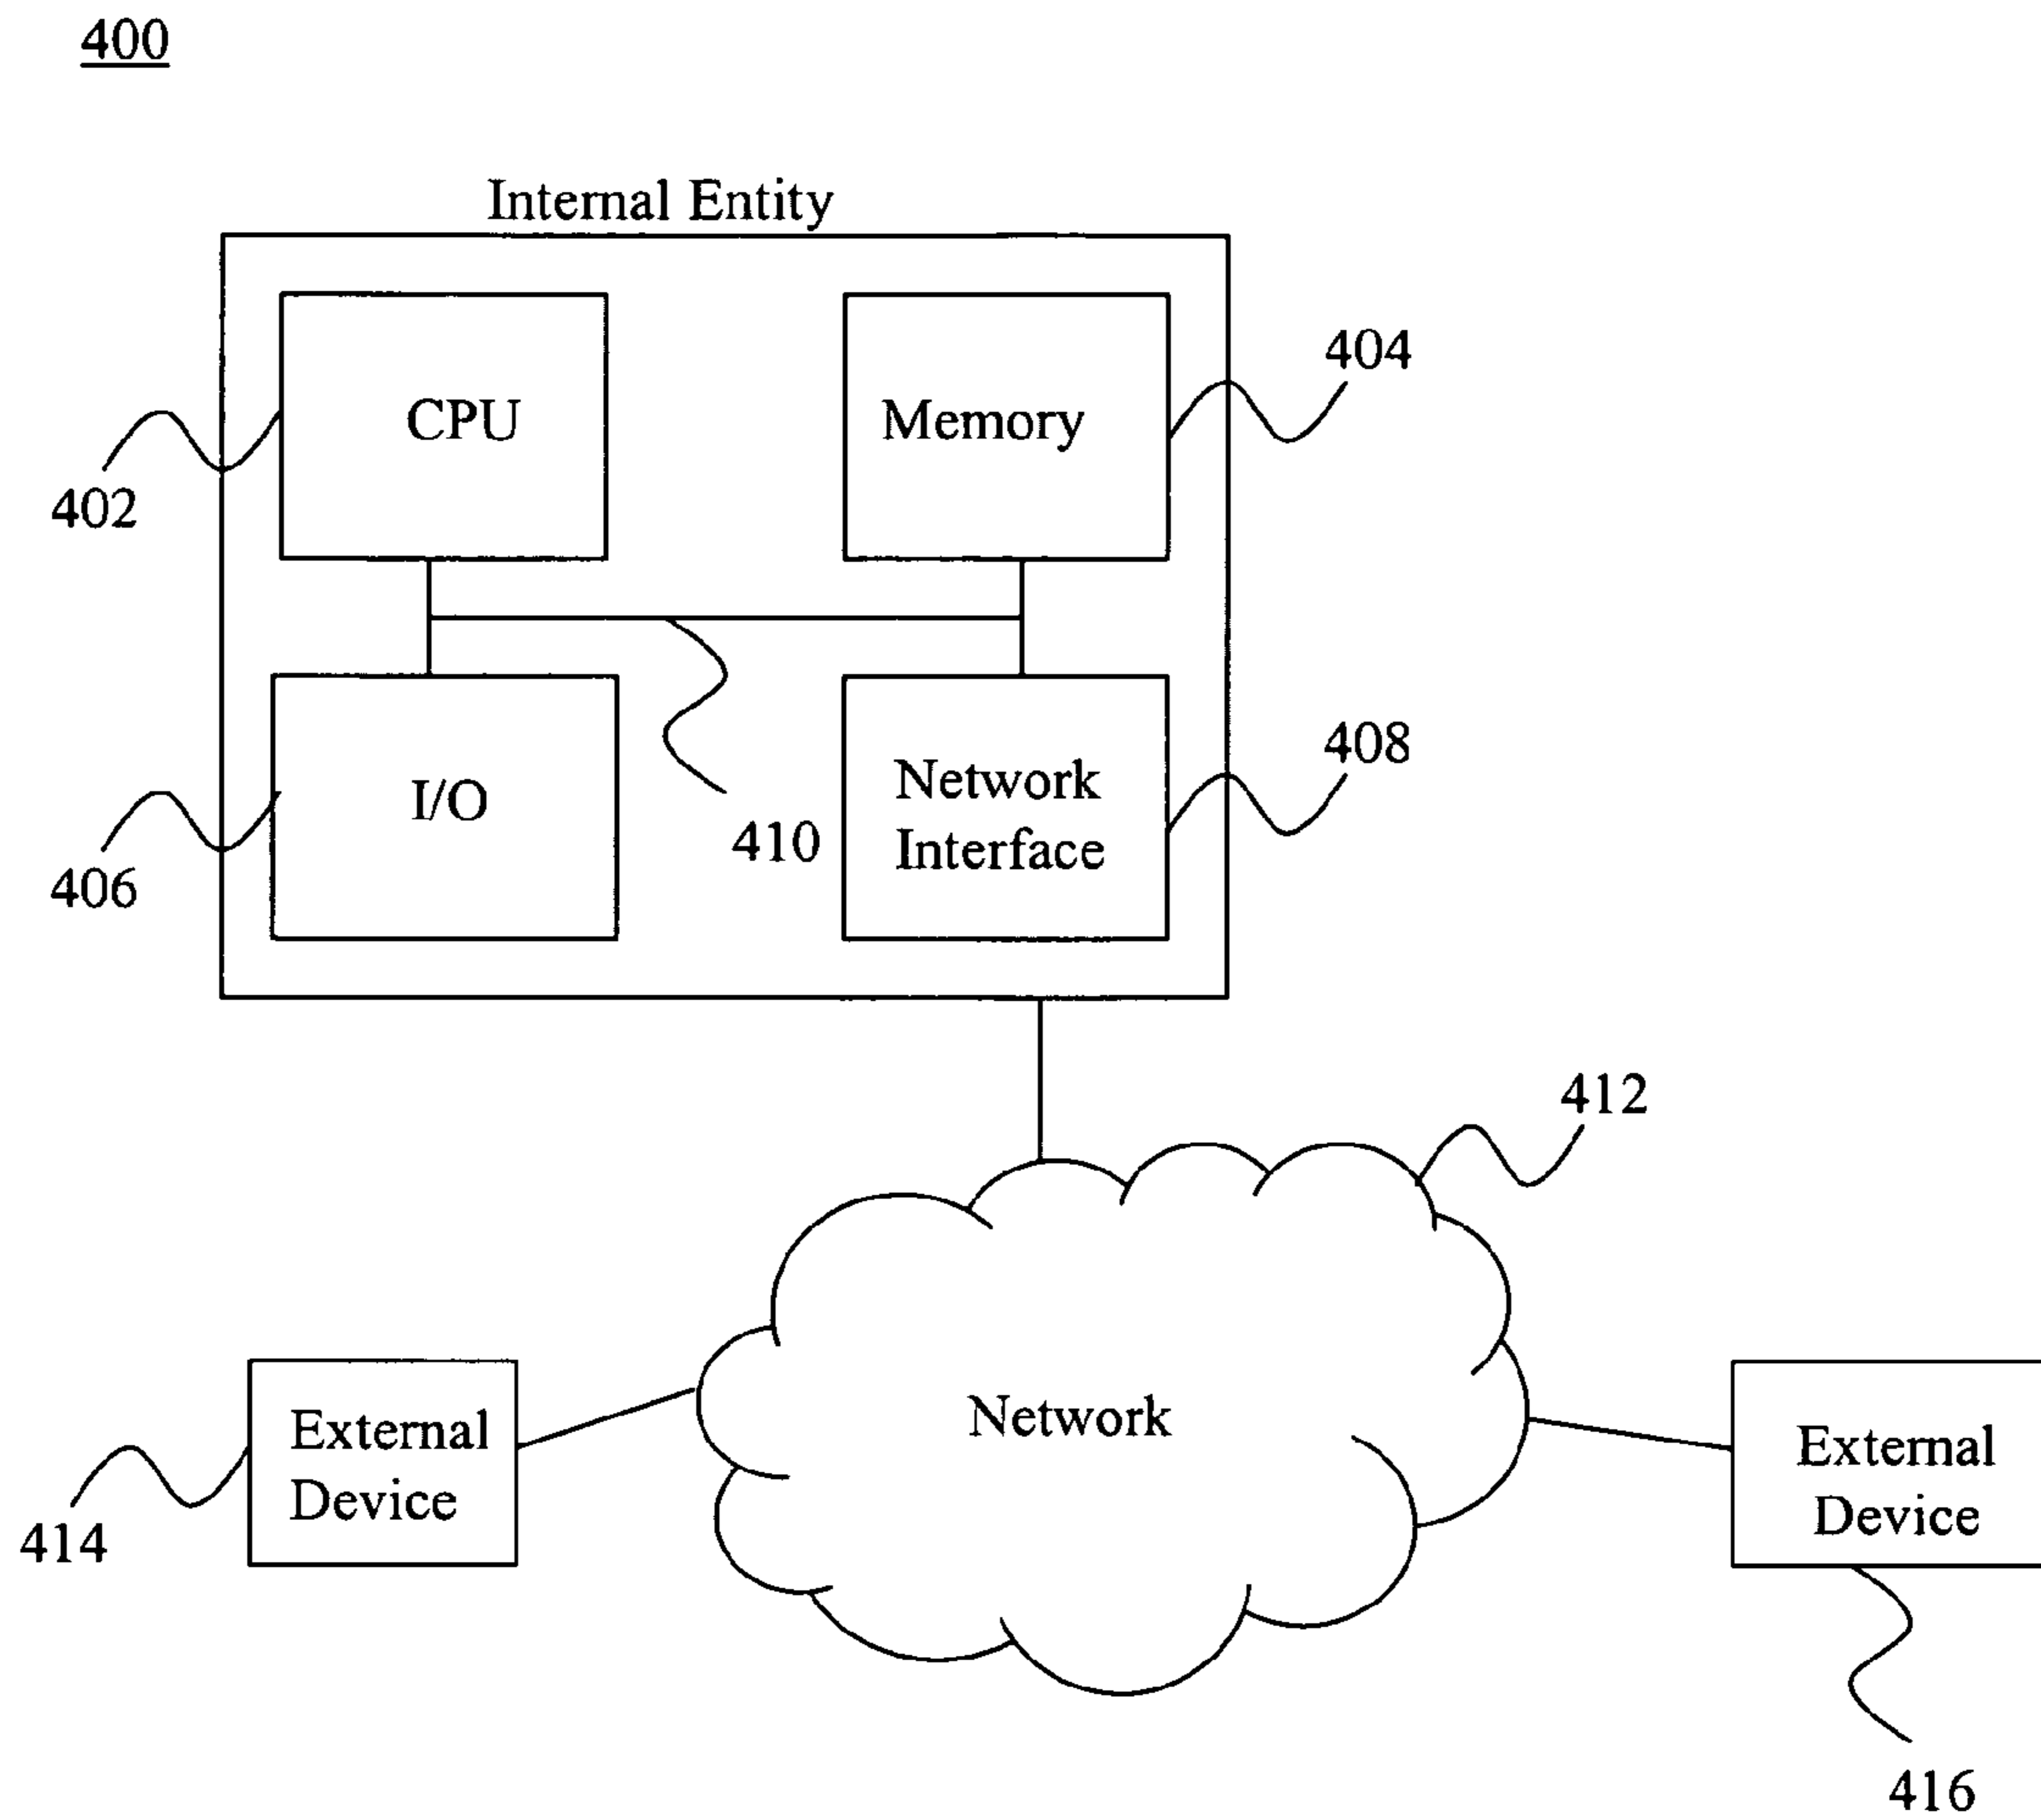 400
Internal Entity
CPU
Memory
404
402
I/O
Network
Interface
408
410
406
412
Network
External
Device
414
External
Device
416